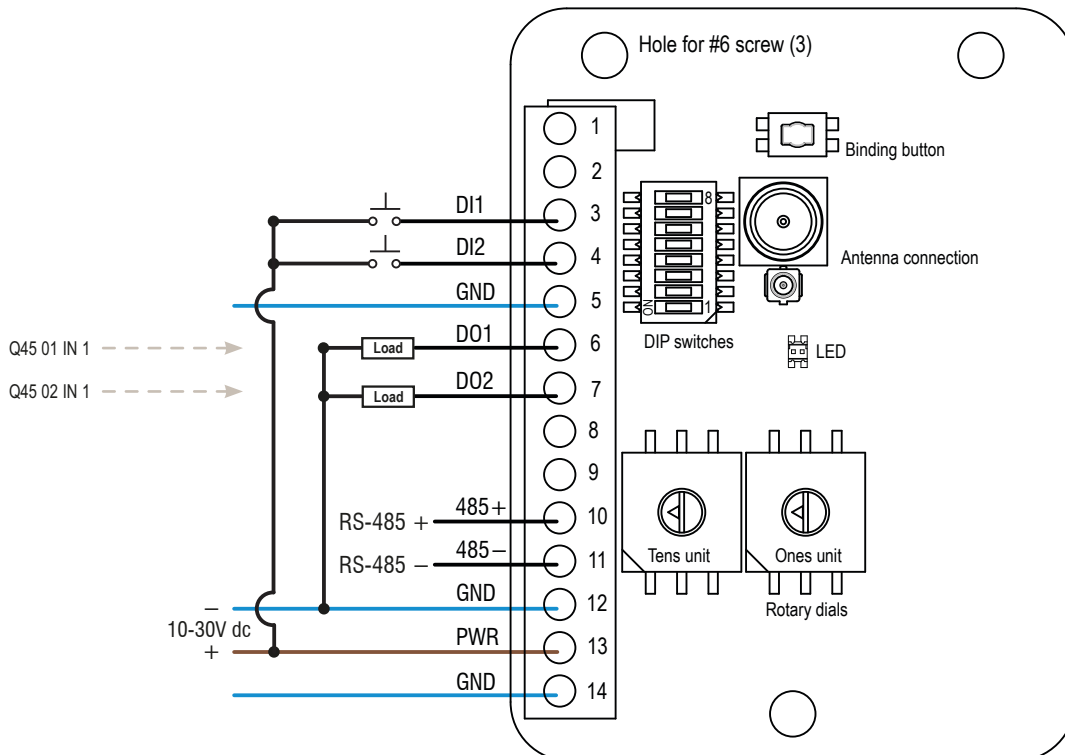 Hole for #6 screw (3)
1
Binding button
2
8
DI1
3
DI2
4
Antenna connection
GND
5
ON
1
Q45 01 IN 1
Load
DO1
6
DIP switches
LED
Q45 02 IN 1
Load
DO2
7
8
9
RS-485 +
485+
10
RS-485 −
485−
11
Tens unit
Ones unit
−
GND
12
Rotary dials
10-30V dc
+
PWR
13
GND
14